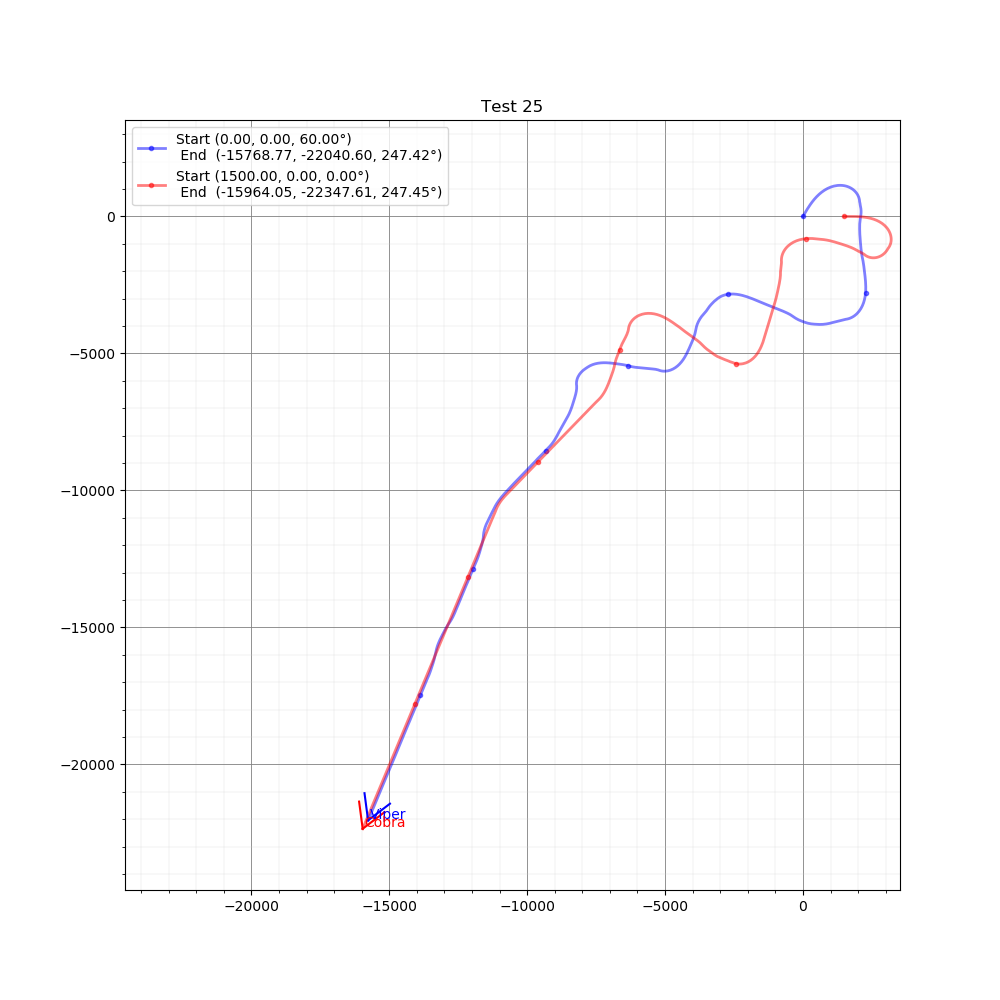 Test 25
Start (0.00, 0.00, 60.00°)
End (-15768.77, -22040.60, 247.42°)
Start (1500.00, 0.00, 0.00°)
End (-15964.05, -22347.61, 247.45°)
0
−5000
−10000
−15000
−20000
Viper
Cobra
−20000
−15000
−10000
−5000
0